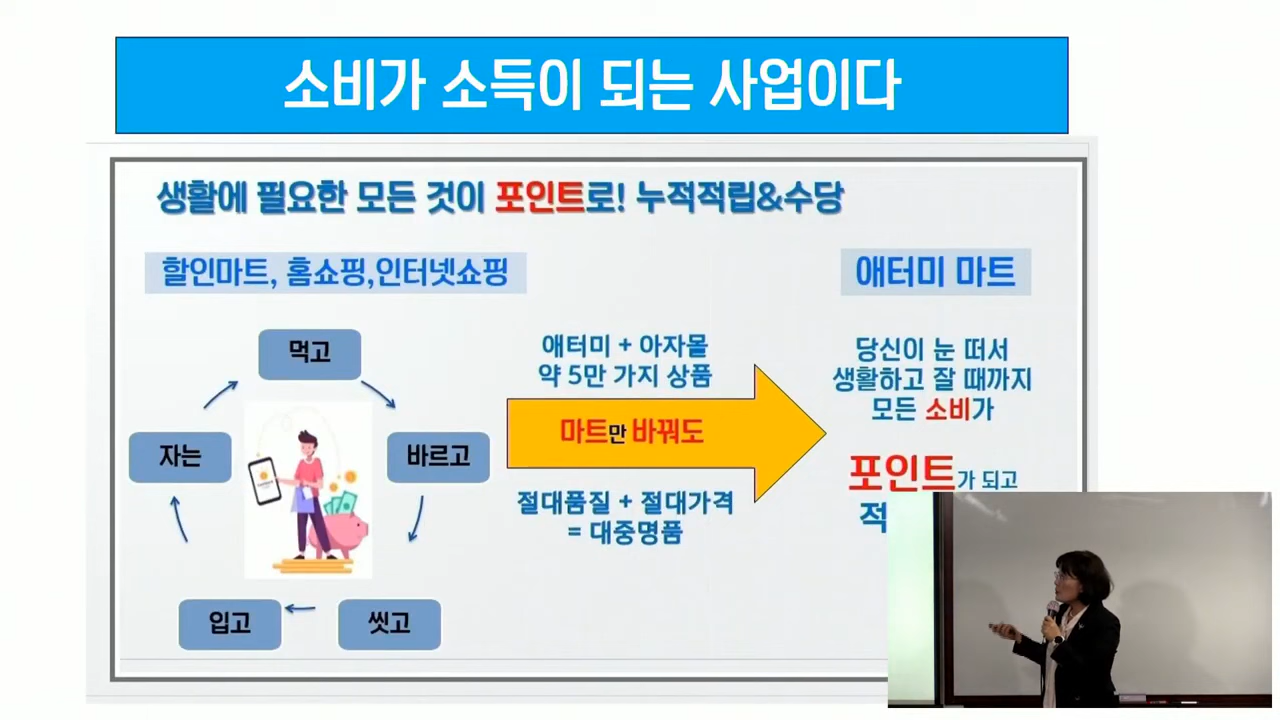 소비가 소득이 되는 사업이다
생활에 필요한 모든 것이 포인트로! 누적적립&수당
할인마트, 홈쇼핑,인터넷쇼핑
애터미 마트
먹고
바르고
씻고
입고
자는
애터미 + 아자몰
약 5만 가지 상품
마트만 바꿔도
절대품질 + 절대가격
= 대중명품
당신이 눈 떠서
생활하고 잘 때까지
모든 소비가
포인트가 되고
적